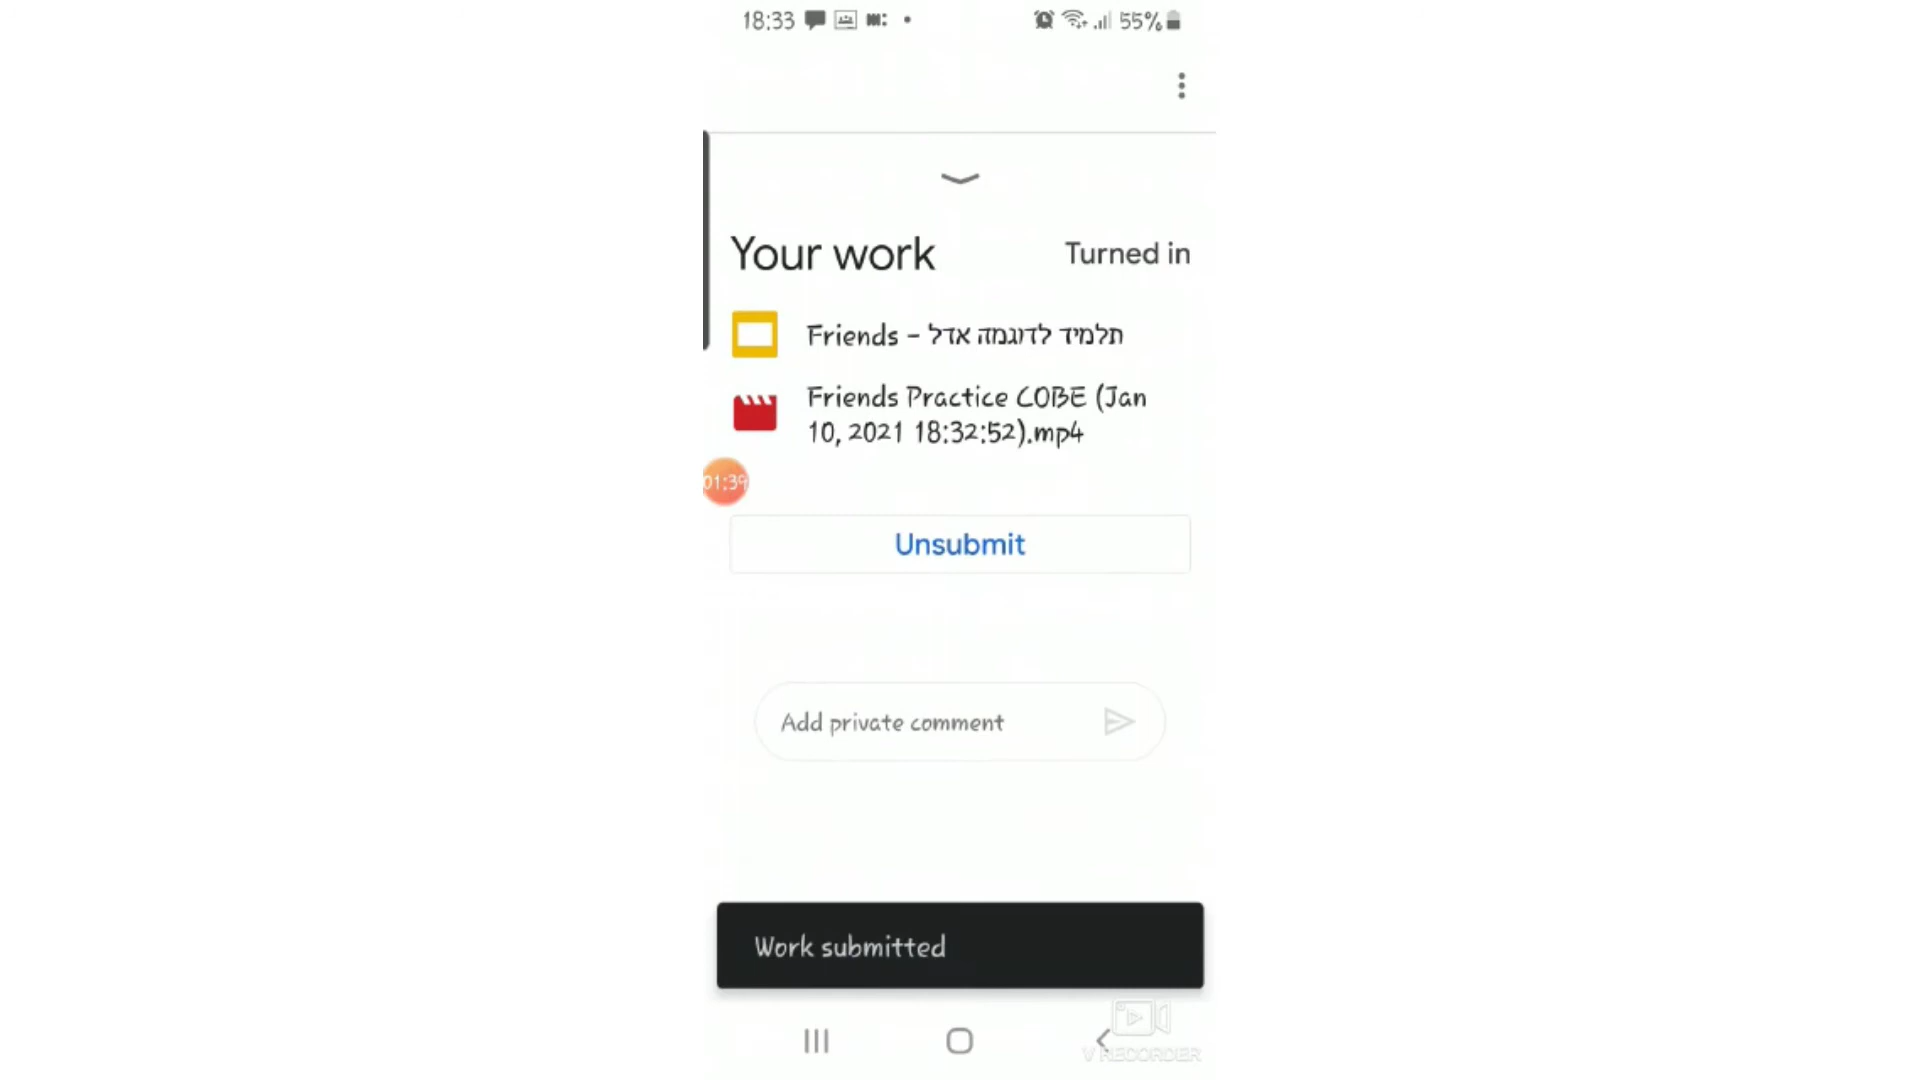 18:33 55%
Your work Turned in
Friends - תלמיד לדוגמה אדל
Friends Practice COBE (Jan
10, 2021 18:32:52).mp4
01:39
Unsubmit
Add private comment
Work submitted
V RECORDER